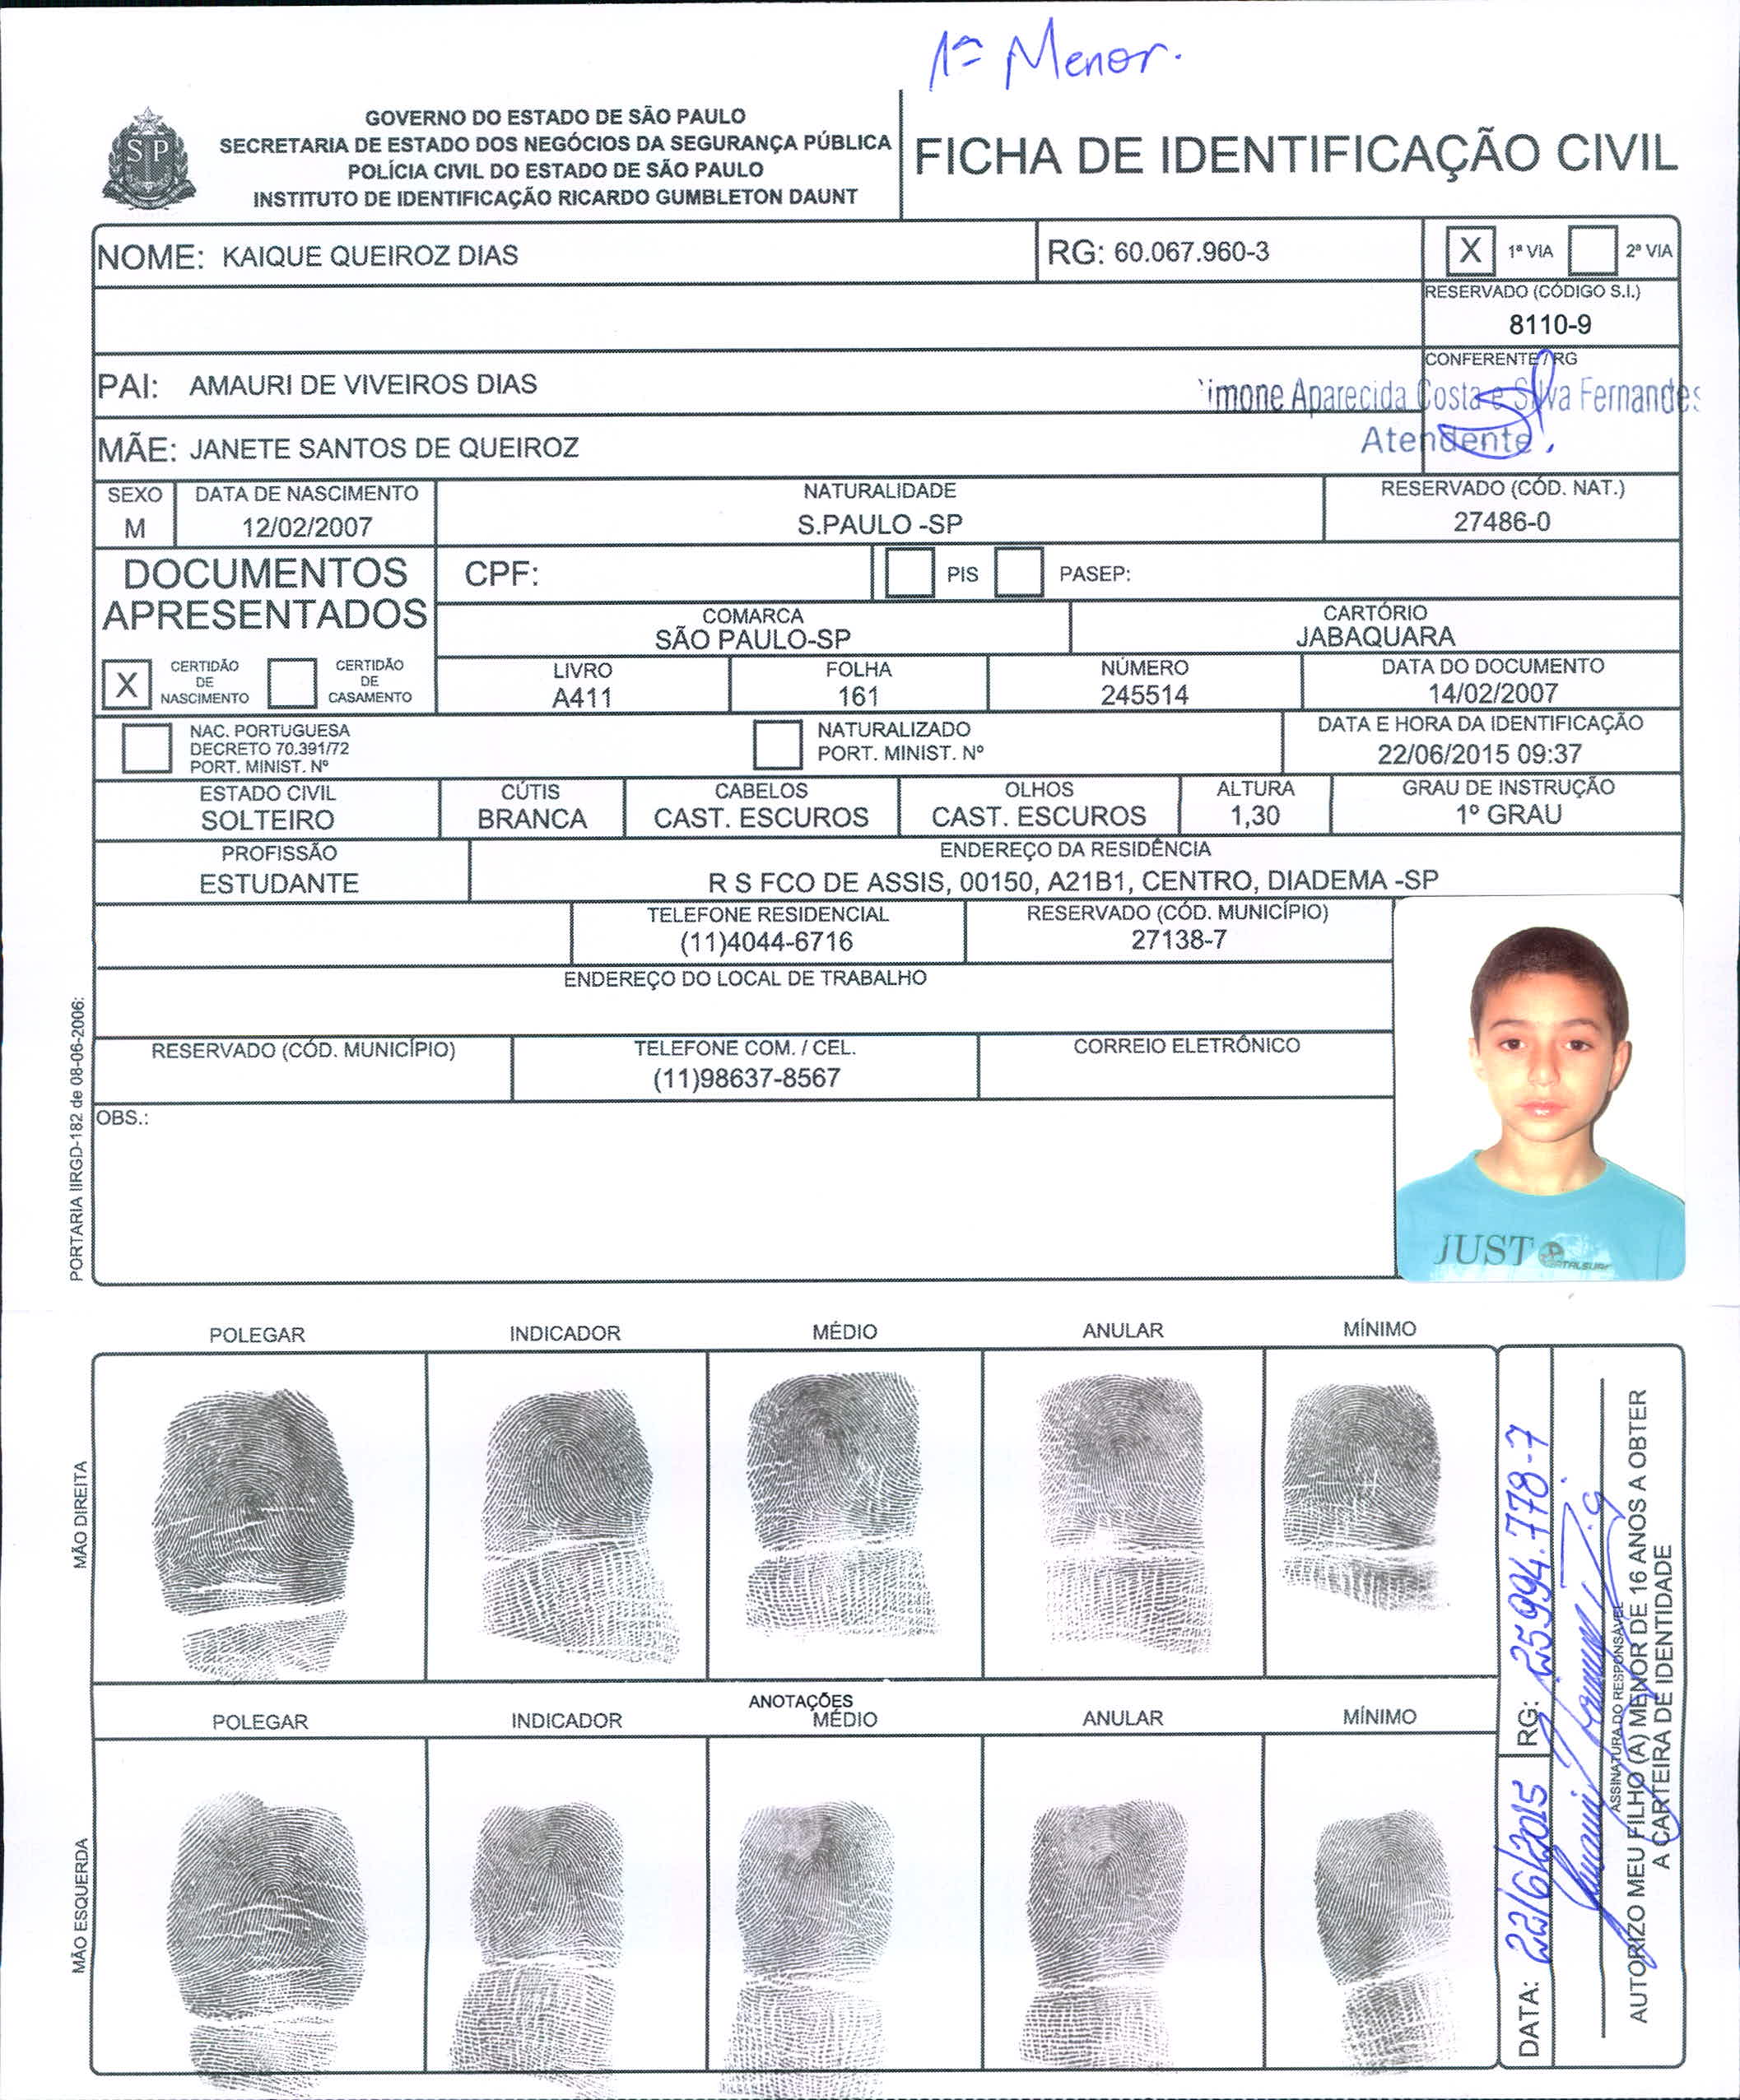 1ª Menor.
GOVERNO DO ESTADO DE SÃO PAULO
SECRETARIA DE ESTADO DOS NEGÓCIOS DA SEGURANÇA PÚBLICA
POLÍCIA CIVIL DO ESTADO DE SÃO PAULO
INSTITUTO DE IDENTIFICAÇÃO RICARDO GUMBLETON DAUNT
SP
FICHA DE IDENTIFICAÇÃO CIVIL
NOME: KAIQUE QUEIROZ DIAS
RG: 60.067.960-3
X 1ª VIA 2ª VIA
RESERVADO (CÓDIGO S.I.)
8110-9
PAI: AMAURI DE VIVEIROS DIAS
CONFERENTE / RG
imone Aparecida Costa e Silva Fernandes
Atendente
MÃE: JANETE SANTOS DE QUEIROZ
SEXO
M
DATA DE NASCIMENTO
12/02/2007
NATURALIDADE
S.PAULO -SP
RESERVADO (CÓD. NAT.)
27486-0
DOCUMENTOS
APRESENTADOS
CPF:
PIS
PASEP:
COMARCA
SÃO PAULO-SP
CARTÓRIO
JABAQUARA
X
CERTIDÃO
DE
NASCIMENTO
CERTIDÃO
DE
CASAMENTO
LIVRO
A411
FOLHA
161
NÚMERO
245514
DATA DO DOCUMENTO
14/02/2007
NAC. PORTUGUESA
DECRETO 70.391/72
PORT. MINIST. Nº
NATURALIZADO
PORT. MINIST. Nº
DATA E HORA DA IDENTIFICAÇÃO
22/06/2015 09:37
ESTADO CIVIL
SOLTEIRO
CÚTIS
BRANCA
CABELOS
CAST. ESCUROS
OLHOS
CAST. ESCUROS
ALTURA
1,30
GRAU DE INSTRUÇÃO
1º GRAU
PROFISSÃO
ESTUDANTE
ENDEREÇO DA RESIDÊNCIA
R S FCO DE ASSIS, 00150, A21B1, CENTRO, DIADEMA -SP
TELEFONE RESIDENCIAL
(11)4044-6716
RESERVADO (CÓD. MUNICÍPIO)
27138-7
ENDEREÇO DO LOCAL DE TRABALHO
RESERVADO (CÓD. MUNICÍPIO)
TELEFONE COM. / CEL.
(11)98637-8567
CORREIO ELETRÔNICO
OBS.:
JUST
PORTARIA IIRGD-182 de 08-06-2006:
POLEGAR INDICADOR MÉDIO ANULAR MÍNIMO
MÃO DIREITA
ANOTAÇÕES
POLEGAR INDICADOR MÉDIO ANULAR MÍNIMO
MÃO ESQUERDA
DATA: 22/6/2015 RG: 25.994.778-7
ASSINATURA DO RESPONSÁVEL
AUTORIZO MEU FILHO (A) MENOR DE 16 ANOS A OBTER
A CARTEIRA DE IDENTIDADE